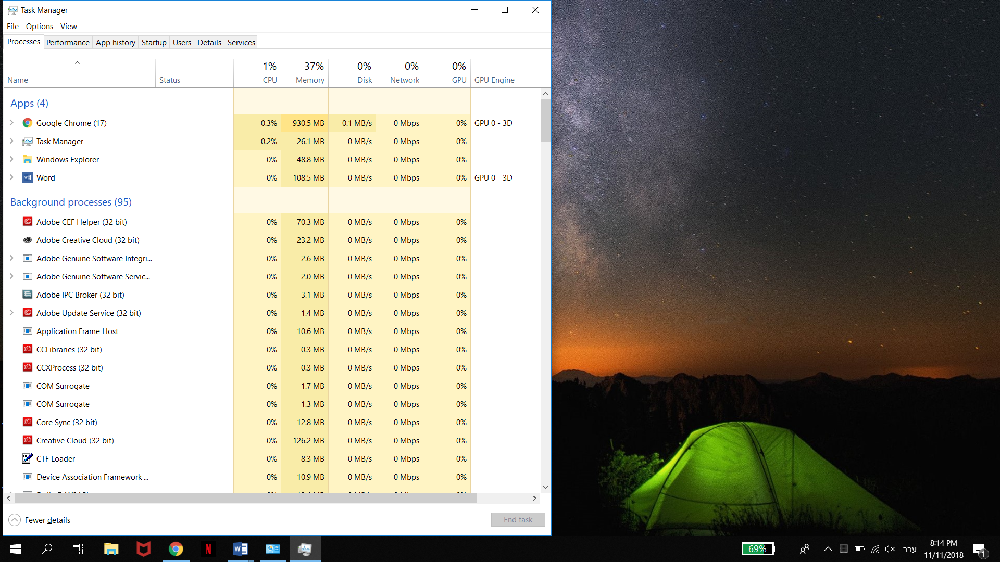 Task Manager
File Options View
Processes Performance App history Startup Users Details Services
1% 37% 0% 0% 0%
Name Status CPU Memory Disk Network GPU GPU Engine
Apps (4)
Google Chrome (17) 0.3% 930.5 MB 0.1 MB/s 0 Mbps 0% GPU 0 - 3D
Task Manager 0.2% 26.1 MB 0 MB/s 0 Mbps 0%
Windows Explorer 0% 48.8 MB 0 MB/s 0 Mbps 0%
Word 0% 108.5 MB 0 MB/s 0 Mbps 0% GPU 0 - 3D
Background processes (95)
Adobe CEF Helper (32 bit) 0% 70.3 MB 0 MB/s 0 Mbps 0%
Adobe Creative Cloud (32 bit) 0% 23.2 MB 0 MB/s 0 Mbps 0%
Adobe Genuine Software Integri... 0% 2.6 MB 0 MB/s 0 Mbps 0%
Adobe Genuine Software Servic... 0% 2.0 MB 0 MB/s 0 Mbps 0%
Adobe IPC Broker (32 bit) 0% 3.1 MB 0 MB/s 0 Mbps 0%
Adobe Update Service (32 bit) 0% 1.4 MB 0 MB/s 0 Mbps 0%
Application Frame Host 0% 10.6 MB 0 MB/s 0 Mbps 0%
CCLibraries (32 bit) 0% 0.3 MB 0 MB/s 0 Mbps 0%
CCXProcess (32 bit) 0% 0.3 MB 0 MB/s 0 Mbps 0%
COM Surrogate 0% 1.7 MB 0 MB/s 0 Mbps 0%
COM Surrogate 0% 1.3 MB 0 MB/s 0 Mbps 0%
Core Sync (32 bit) 0% 12.8 MB 0 MB/s 0 Mbps 0%
Creative Cloud (32 bit) 0% 126.2 MB 0 MB/s 0 Mbps 0%
CTF Loader 0% 8.3 MB 0 MB/s 0 Mbps 0%
Device Association Framework ... 0% 10.9 MB 0 MB/s 0 Mbps 0%
Fewer details End task
69% עבר 8:14 PM
11/11/2018 1